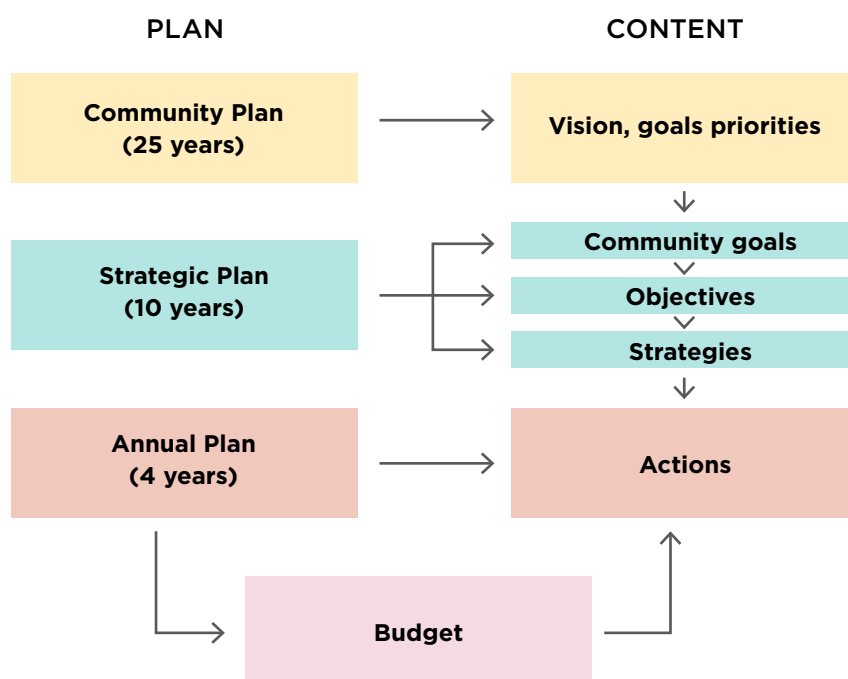 PLAN
CONTENT
Community Plan
(25 years)
Vision, goals priorities
Strategic Plan
(10 years)
Community goals
Objectives
Strategies
Annual Plan
(4 years)
Actions
Budget